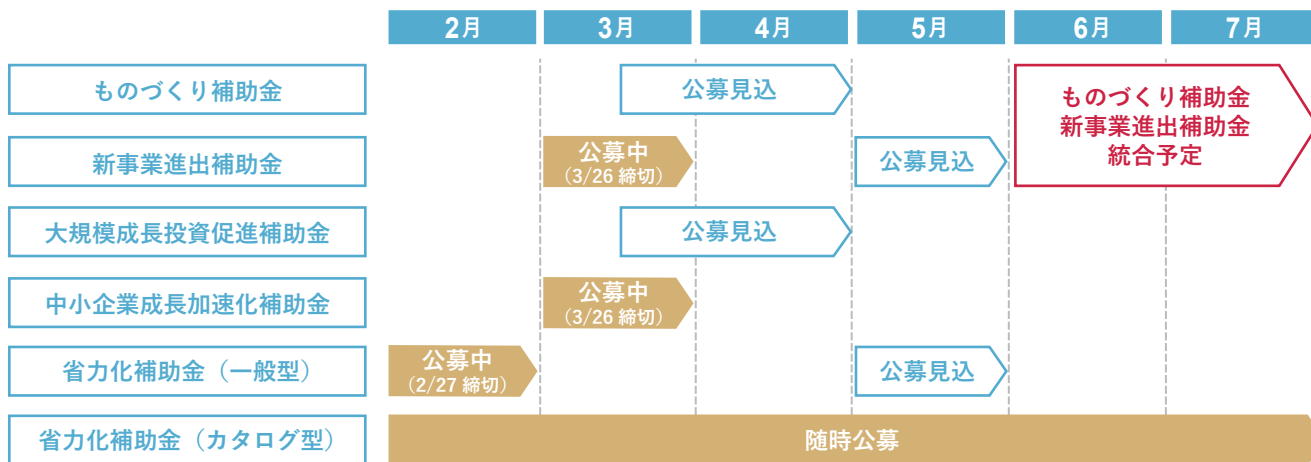 2月 3月 4月 5月 6月 7月
ものづくり補助金
公募見込
ものづくり補助金
新事業進出補助金
統合予定
新事業進出補助金
公募中
（3/26 締切）
公募見込
大規模成長投資促進補助金
公募見込
中小企業成長加速化補助金
公募中
（3/26 締切）
省力化補助金（一般型）
公募中
（2/27 締切）
公募見込
省力化補助金（カタログ型）
随時公募